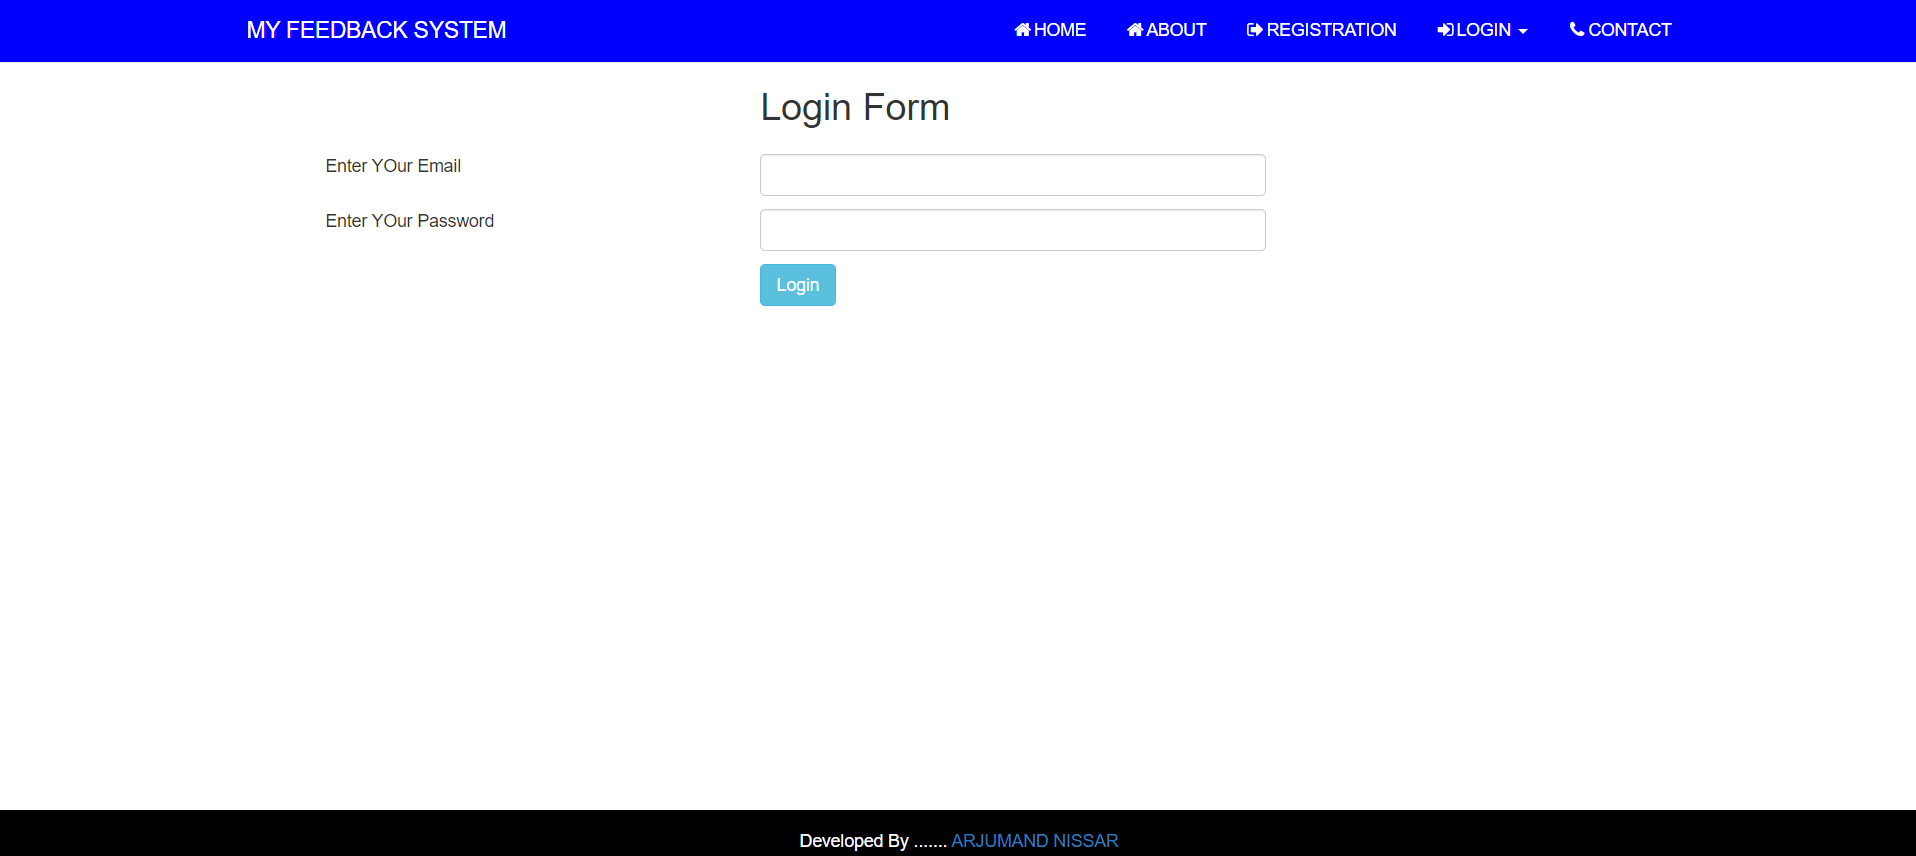 MY FEEDBACK SYSTEM HOME ABOUT REGISTRATION LOGIN CONTACT
Login Form
Enter YOur Email
Enter YOur Password
Login
Developed By ....... ARJUMAND NISSAR